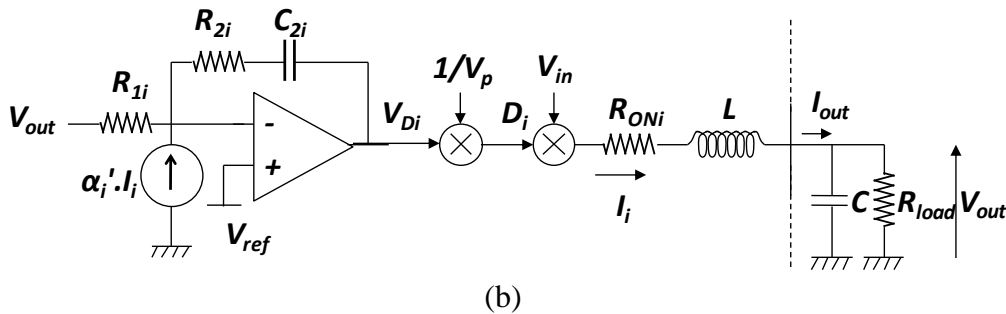 R2i C2i
R1i 1/Vp Vin
Vout - VDi Di RONi L Iout
+
αi'.Ii Ii C Rload Vout
Vref
(b)